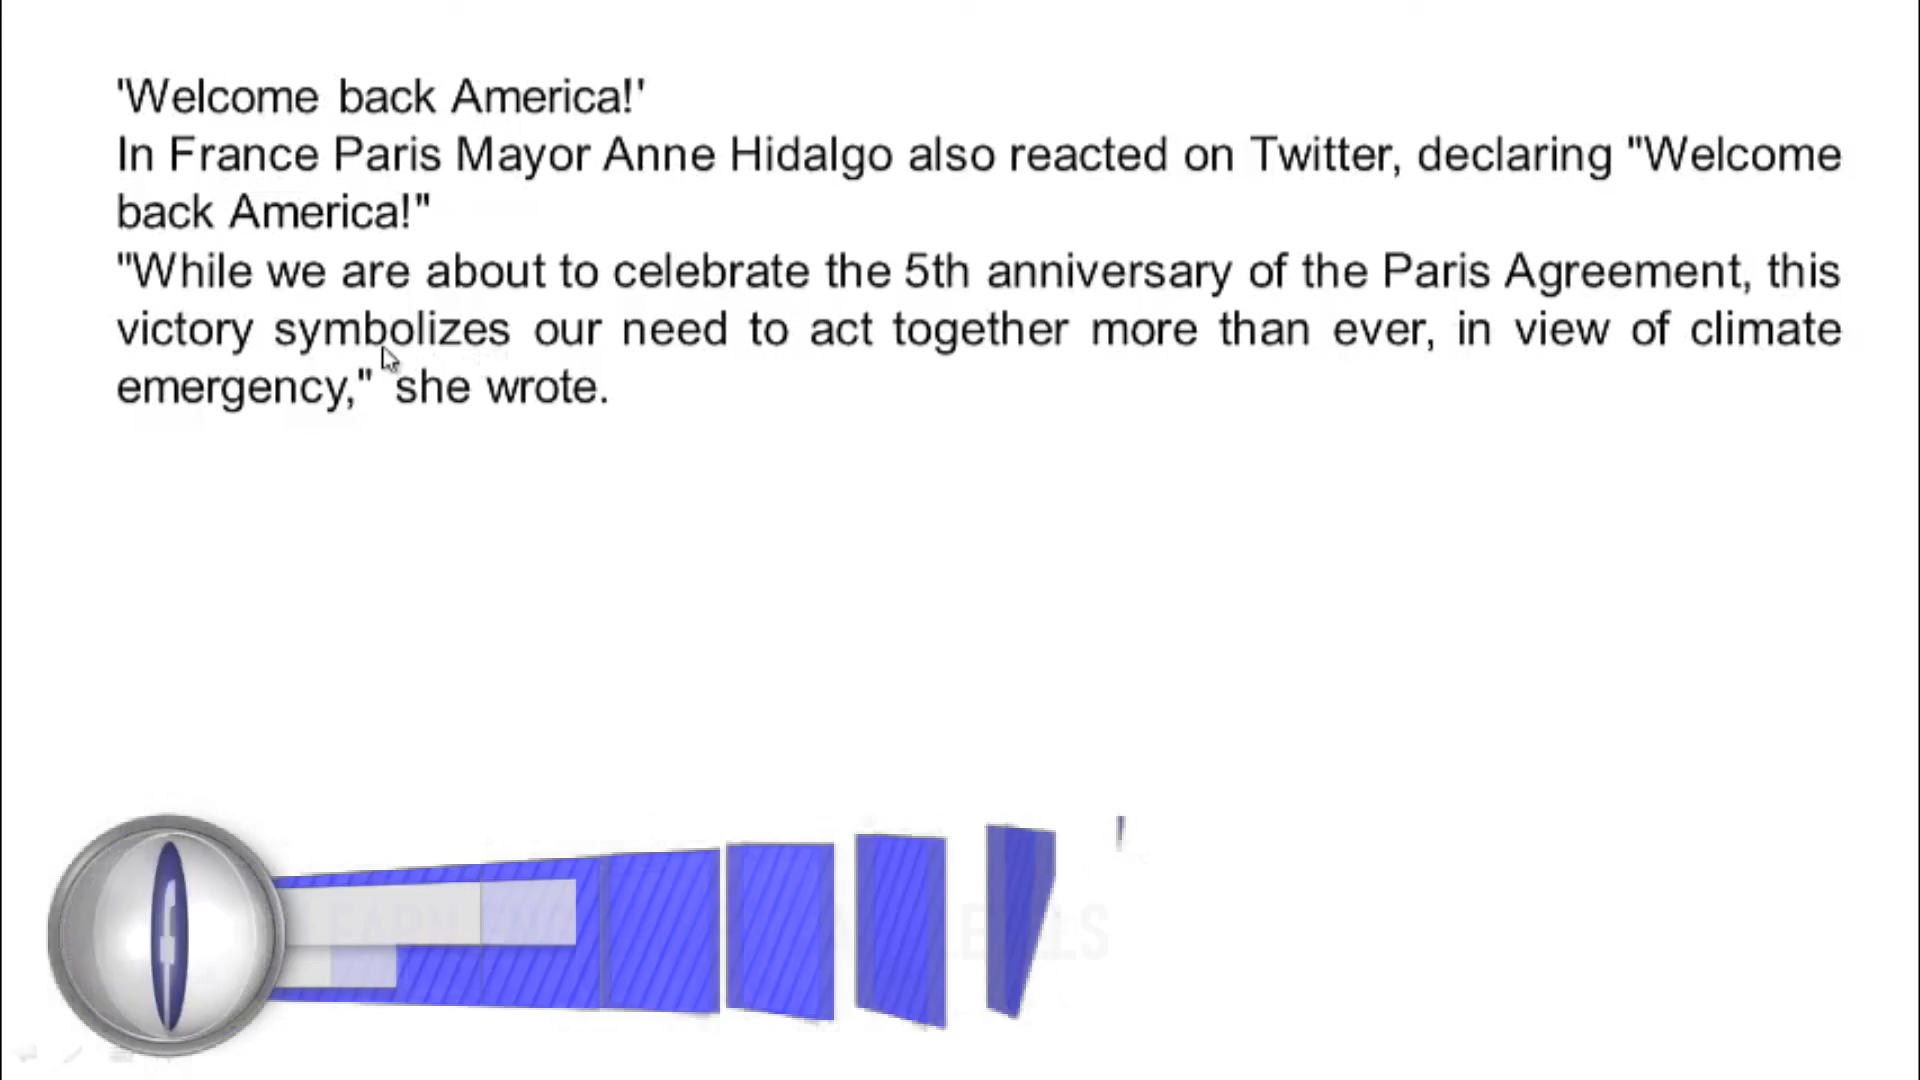 'Welcome back America!'
In France Paris Mayor Anne Hidalgo also reacted on Twitter, declaring "Welcome
back America!"
"While we are about to celebrate the 5th anniversary of the Paris Agreement, this
victory symbolizes our need to act together more than ever, in view of climate
emergency," she wrote.